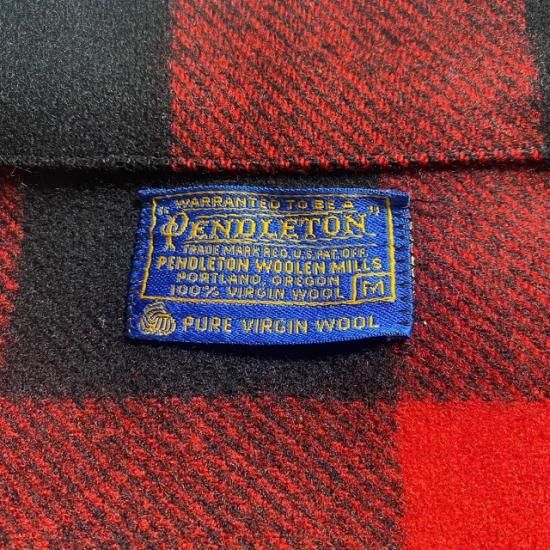 WARRANTED TO BE A
"PENDLETON"
TRADE MARK REG. U.S. PAT. OFF.
PENDLETON WOOLEN MILLS
PORTLAND, OREGON
100% VIRGIN WOOL M
PURE VIRGIN WOOL